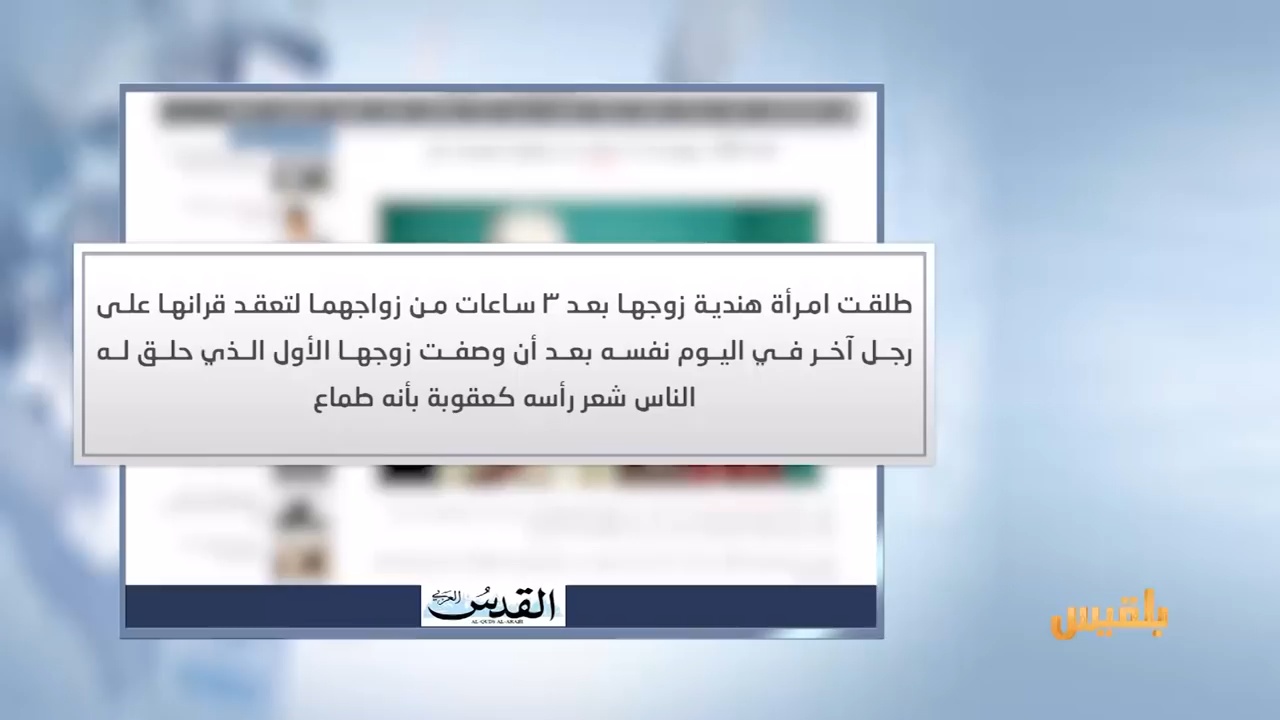 طلقت امرأة هندية زوجها بعد ٣ ساعات من زواجهما لتعقد قرانها على
رجل آخر في اليوم نفسه بعد أن وصفت زوجها الأول الذي حلق له
الناس شعر رأسه كعقوبة بأنه طماع
القدس العربي
AL-QUDS AL-ARABI
بلقيس